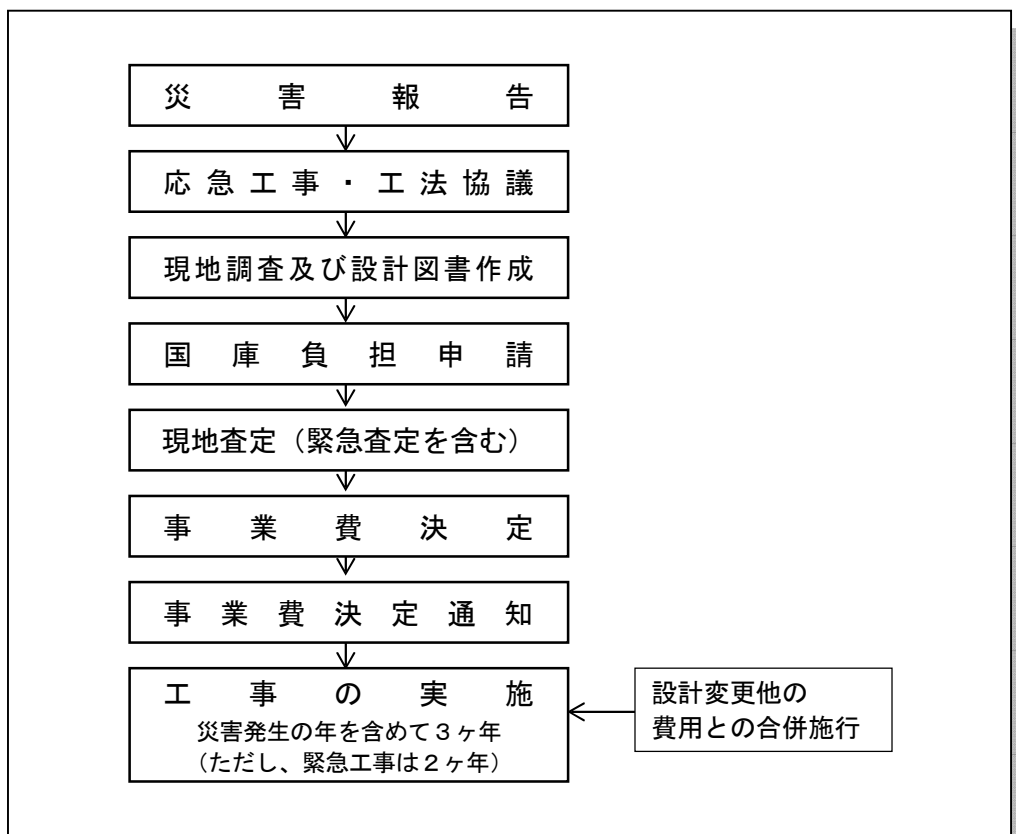 災害報告
応急工事・工法協議
現地調査及び設計図書作成
国庫負担申請
現地査定（緊急査定を含む）
事業費決定
事業費決定通知
工事の実施
災害発生の年を含めて３ヶ年
（ただし、緊急工事は２ヶ年）
設計変更他の
費用との合併施行